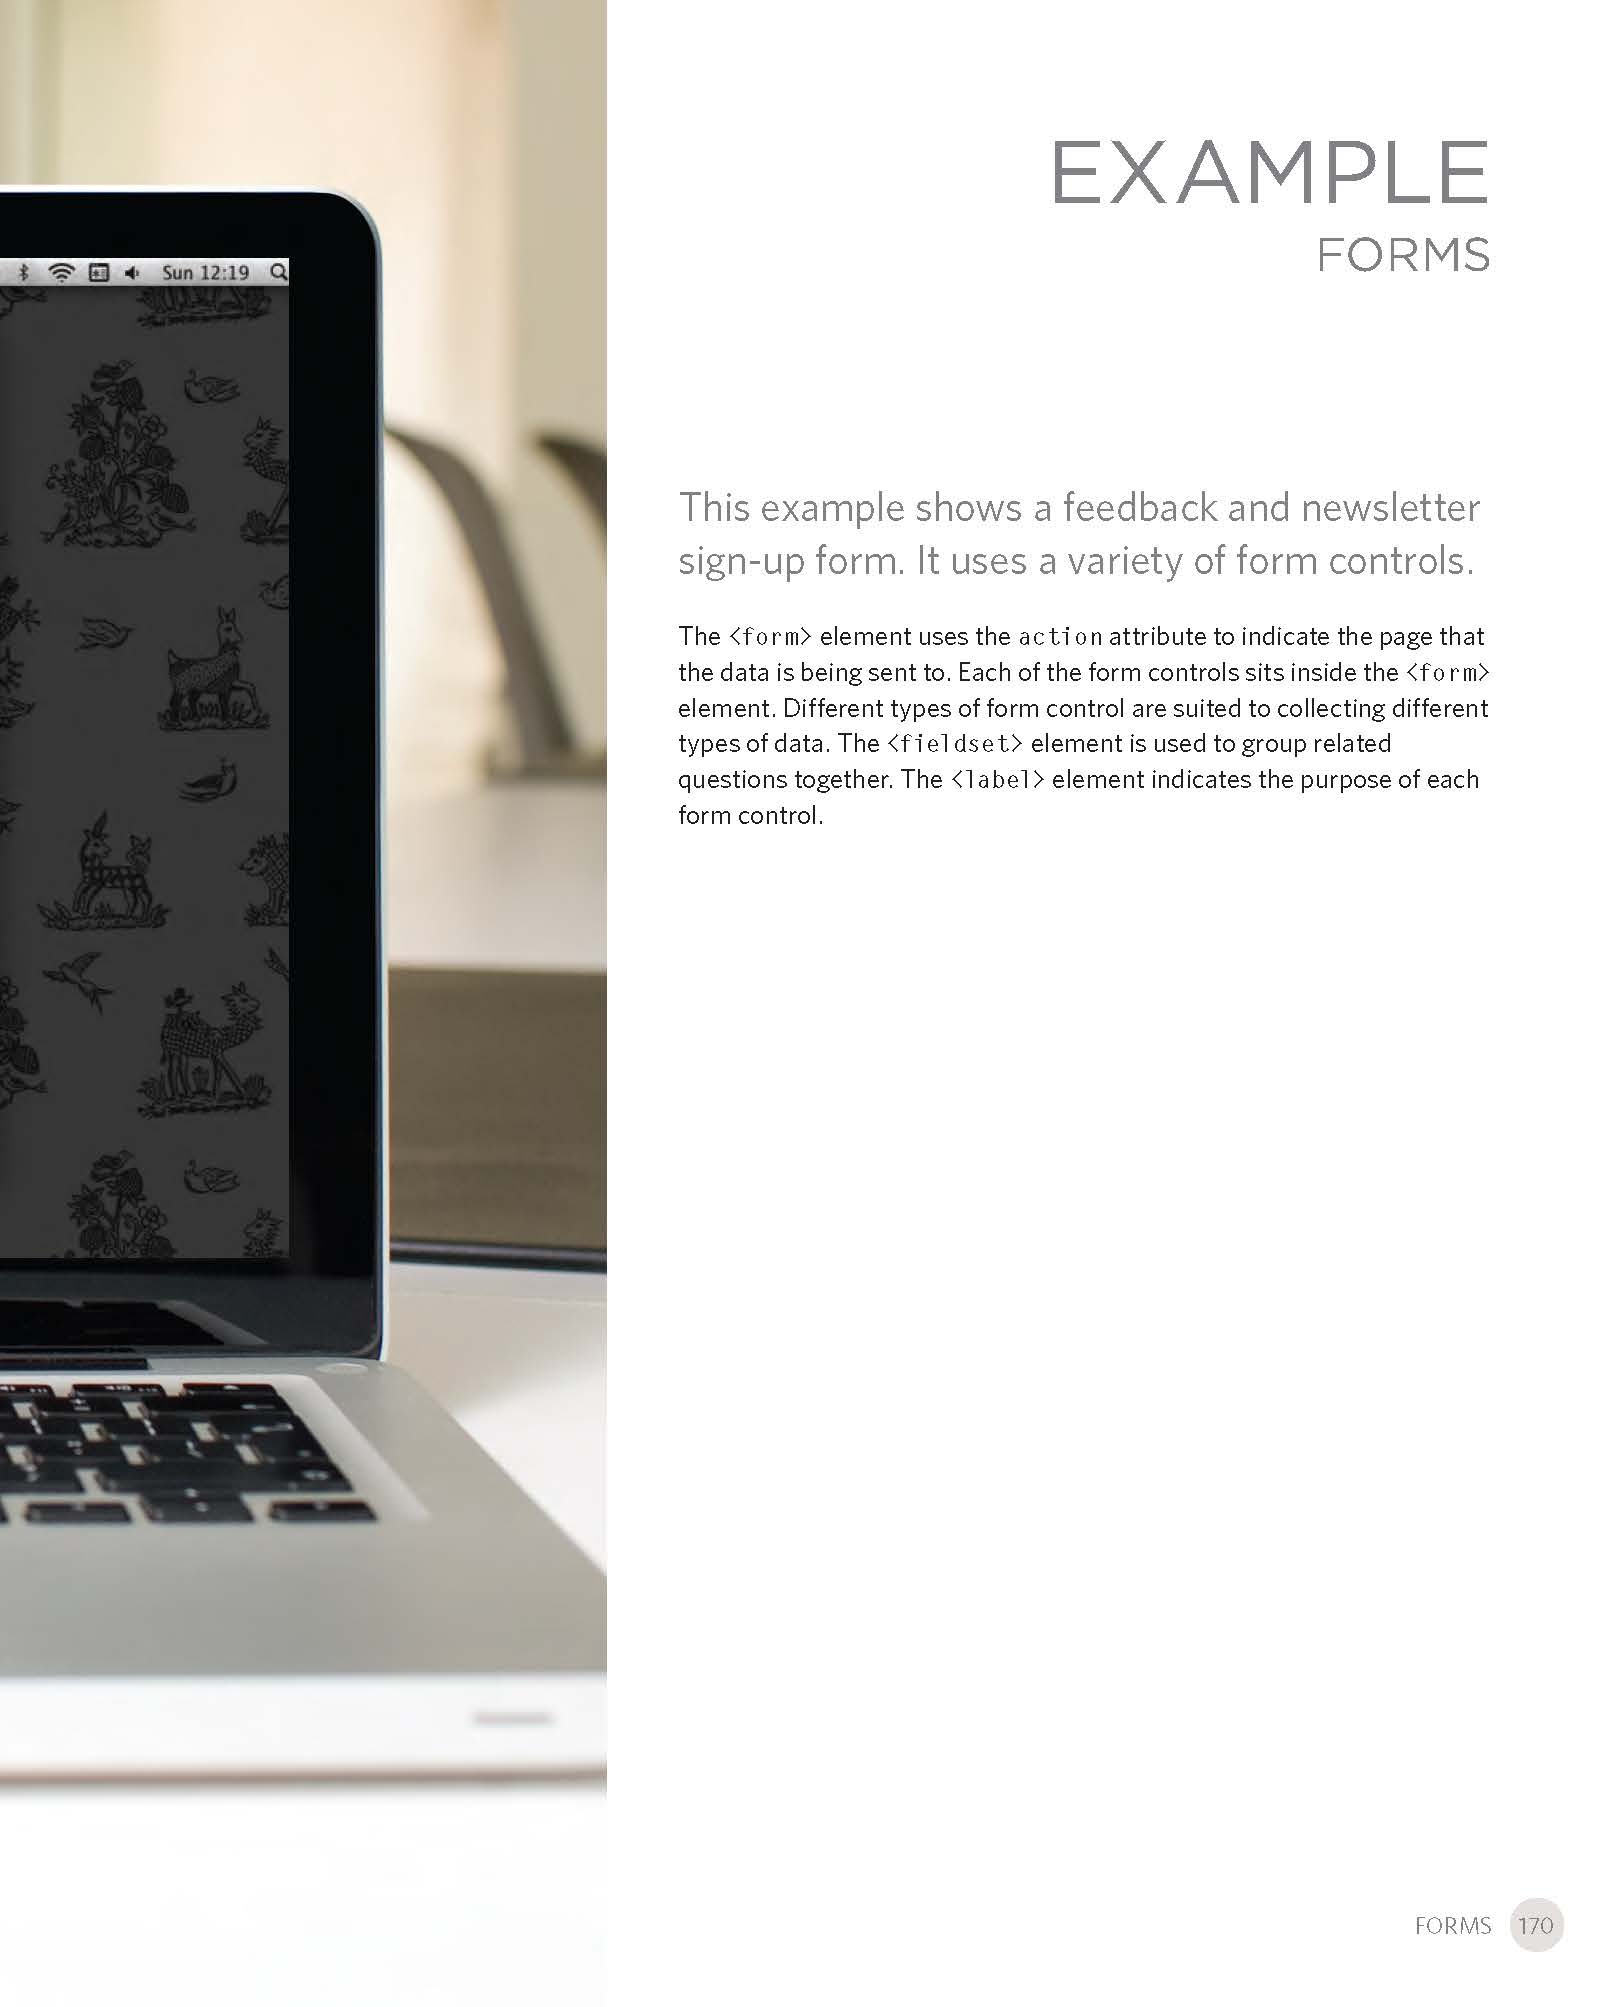 Sun 12:19
EXAMPLE
FORMS
This example shows a feedback and newsletter
sign-up form. It uses a variety of form controls.
The <form> element uses the action attribute to indicate the page that
the data is being sent to. Each of the form controls sits inside the <form>
element. Different types of form control are suited to collecting different
types of data. The <fieldset> element is used to group related
questions together. The <label> element indicates the purpose of each
form control.
FORMS 170